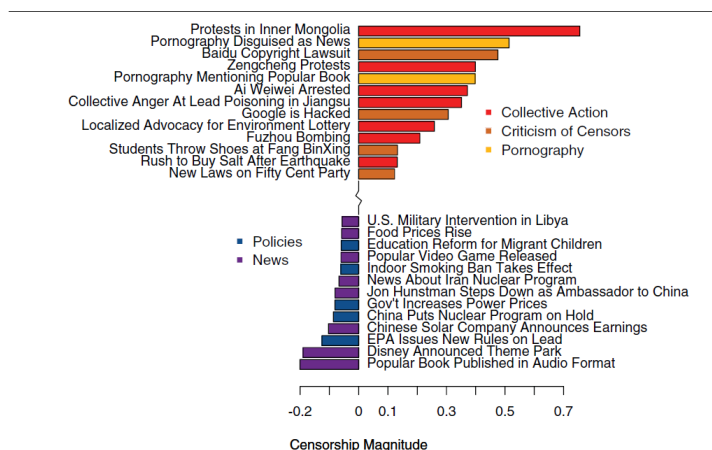 Protests in Inner Mongolia
Pornography Disguised as News
Baidu Copyright Lawsuit
Zengcheng Protests
Pornography Mentioning Popular Book
Ai Weiwei Arrested
Collective Anger At Lead Poisoning in Jiangsu
Google is Hacked
Localized Advocacy for Environment Lottery
Fuzhou Bombing
Students Throw Shoes at Fang BinXing
Rush to Buy Salt After Earthquake
New Laws on Fifty Cent Party
Collective Action
Criticism of Censors
Pornography
Policies
News
U.S. Military Intervention in Libya
Food Prices Rise
Education Reform for Migrant Children
Popular Video Game Released
Indoor Smoking Ban Takes Effect
News About Iran Nuclear Program
Jon Hunstman Steps Down as Ambassador to China
Gov't Increases Power Prices
China Puts Nuclear Program on Hold
Chinese Solar Company Announces Earnings
EPA Issues New Rules on Lead
Disney Announced Theme Park
Popular Book Published in Audio Format
-0.2 0 0.1 0.3 0.5 0.7
Censorship Magnitude